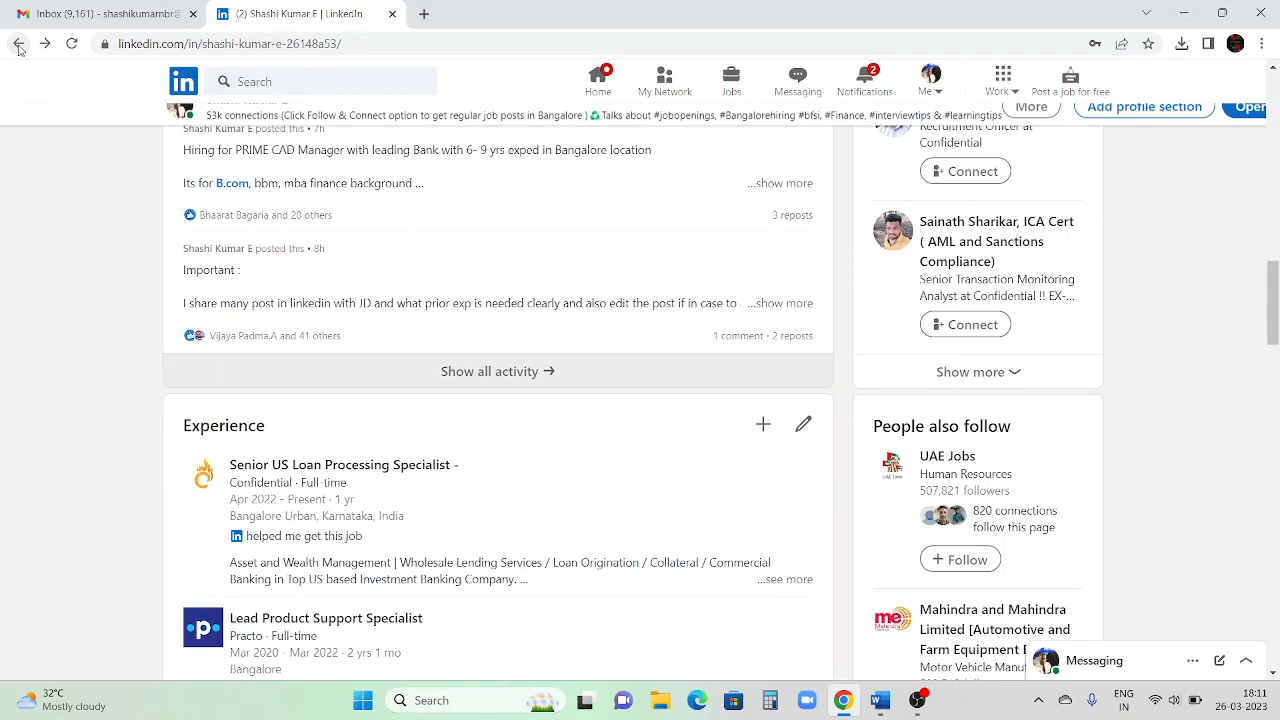 Inbox (9,161) - shashikumarbr@
(2) Shashi Kumar E | LinkedIn
linkedin.com/in/shashi-kumar-e-26148a53/
in
Search
Home
My Network
Jobs
Messaging
2
Notifications
Me
Work
Post a job for free
53k connections (Click Follow & Connect option to get regular job posts in Bangalore ) ♻Talks about #jobopenings, #Bangalorehiring #bfsi, #Finance, #interviewtips & #learningtips
More
Add profile section
Open
Shashi Kumar E posted this • 7h
Hiring for PRIME CAD Manager with leading Bank with 6- 9 yrs exped in Bangalore location
Its for B.com, bbm, mba finance background ...
...show more
Bhaarat Bagaria and 20 others
3 reposts
Shashi Kumar E posted this • 8h
Important :
I share many post in linkedin with JD and what prior exp is needed clearly and also edit the post if in case to
...show more
Vijaya Padma.A and 41 others
1 comment • 2 reposts
Show all activity →
Experience
Senior US Loan Processing Specialist -
Confidential · Full-time
Apr 2022 - Present · 1 yr
Bangalore Urban, Karnataka, India
in helped me get this job
Asset and Wealth Management | Wholesale Lending Services / Loan Origination / Collateral / Commercial
Banking in Top US based Investment Banking Company. ...
...see more
Lead Product Support Specialist
Practo · Full-time
Mar 2020 - Mar 2022 · 2 yrs 1 mo
Bangalore
Recruitment Officer at
Confidential
Connect
Sainath Sharikar, ICA Cert
( AML and Sanctions
Compliance)
Senior Transaction Monitoring
Analyst at Confidential !! EX-...
Connect
Show more
People also follow
UAE Jobs
Human Resources
507,821 followers
820 connections
follow this page
+ Follow
Mahindra and Mahindra
Limited [Automotive and
Farm Equipment
Motor Vehicle Manu
Messaging
32°C
Mostly cloudy
Search
ENG
IN
18:11
26-03-2023